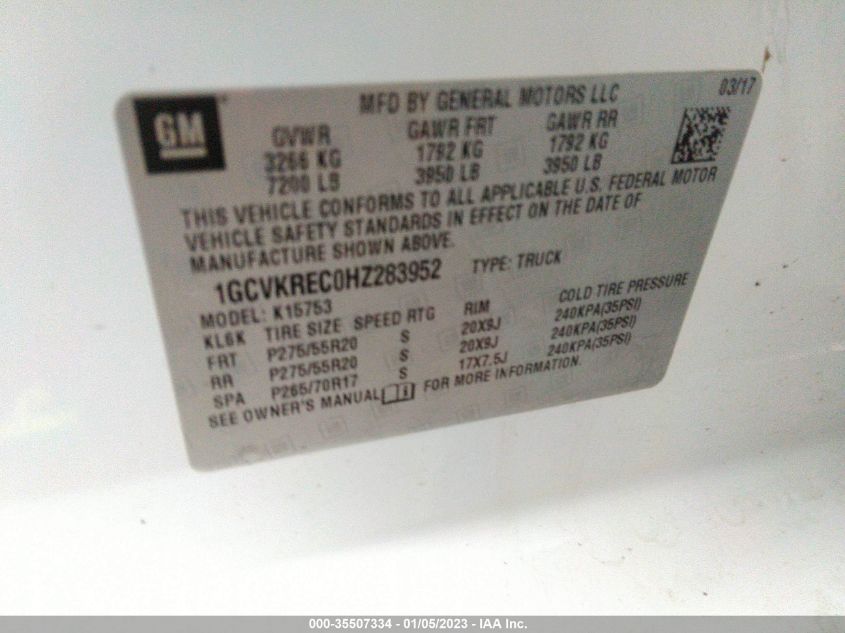 GM
MFD BY GENERAL MOTORS LLC
03/17
GVWR GAWR FRT GAWR RR
3266 KG 1792 KG 1792 KG
7200 LB 3950 LB 3950 LB
THIS VEHICLE CONFORMS TO ALL APPLICABLE U.S. FEDERAL MOTOR
VEHICLE SAFETY STANDARDS IN EFFECT ON THE DATE OF
MANUFACTURE SHOWN ABOVE.
1GCVKREC0HZ283952 TYPE: TRUCK
MODEL: K15753
KL6K TIRE SIZE SPEED RTG RIM COLD TIRE PRESSURE
FRT P275/55R20 S 20X9J 240KPA(35PSI)
RR P275/55R20 S 20X9J 240KPA(35PSI)
SPA P265/70R17 S 17X7.5J 240KPA(35PSI)
SEE OWNER'S MANUAL FOR MORE INFORMATION.
000-35507334 - 01/05/2023 - IAA Inc.